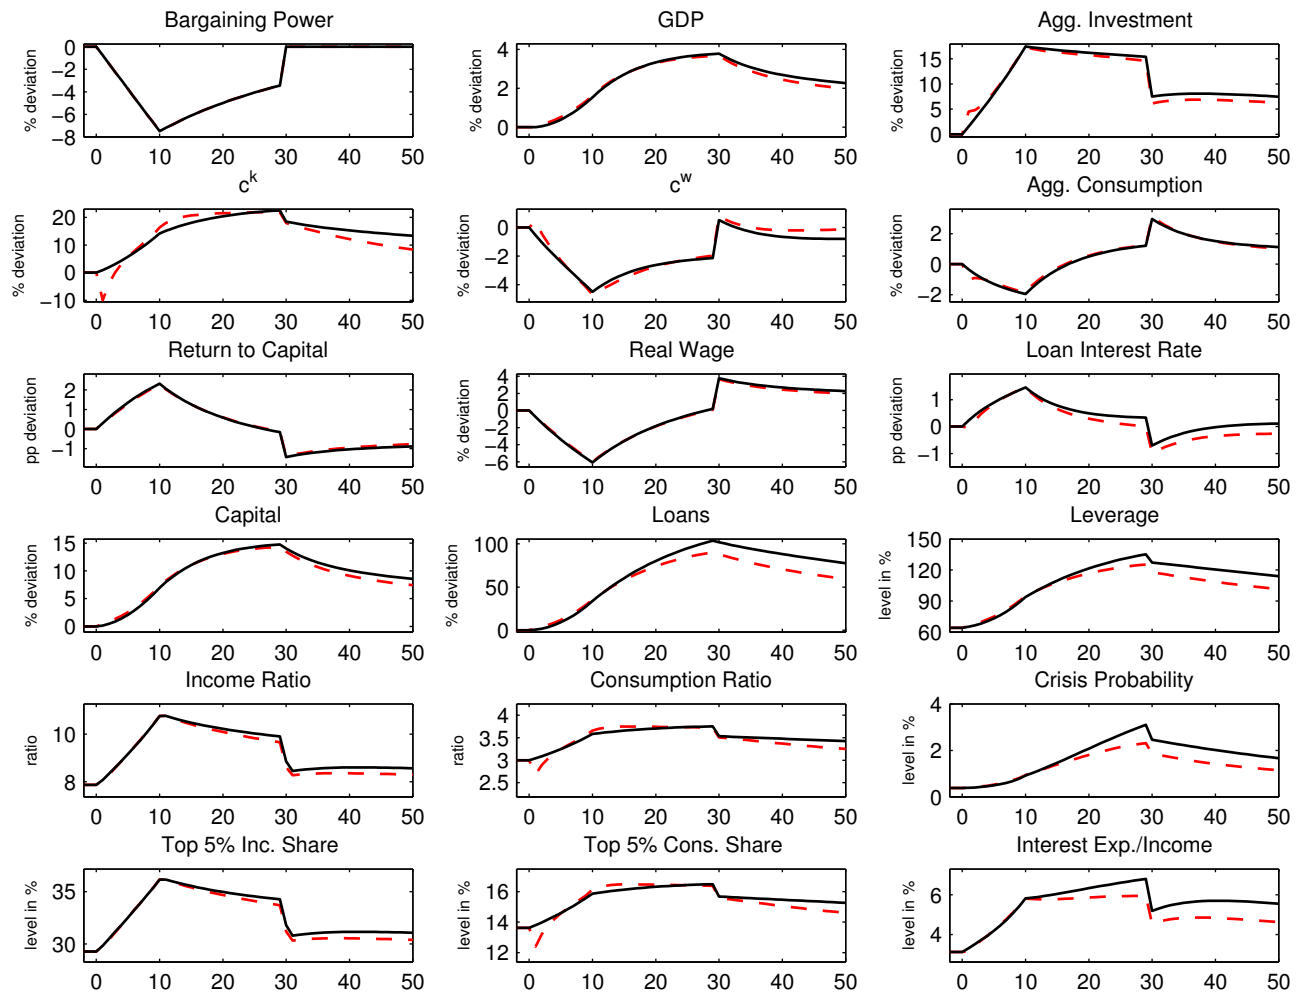 Bargaining Power
% deviation
0
−2
−4
−6
−8
0 10 20 30 40 50
GDP
% deviation
4
2
0
0 10 20 30 40 50
Agg. Investment
% deviation
15
10
5
0
0 10 20 30 40 50
c^k
% deviation
20
10
0
−10
0 10 20 30 40 50
c^w
% deviation
0
−2
−4
0 10 20 30 40 50
Agg. Consumption
% deviation
2
0
−2
0 10 20 30 40 50
Return to Capital
pp deviation
2
1
0
−1
0 10 20 30 40 50
Real Wage
% deviation
4
2
0
−2
−4
−6
0 10 20 30 40 50
Loan Interest Rate
pp deviation
1
0
−1
0 10 20 30 40 50
Capital
% deviation
15
10
5
0
0 10 20 30 40 50
Loans
% deviation
100
50
0
0 10 20 30 40 50
Leverage
level in %
150
120
90
60
0 10 20 30 40 50
Income Ratio
ratio
10
8
0 10 20 30 40 50
Consumption Ratio
ratio
4
3.5
3
2.5
0 10 20 30 40 50
Crisis Probability
level in %
4
2
0
0 10 20 30 40 50
Top 5% Inc. Share
level in %
35
30
0 10 20 30 40 50
Top 5% Cons. Share
level in %
16
14
12
0 10 20 30 40 50
Interest Exp./Income
level in %
6
4
0 10 20 30 40 50